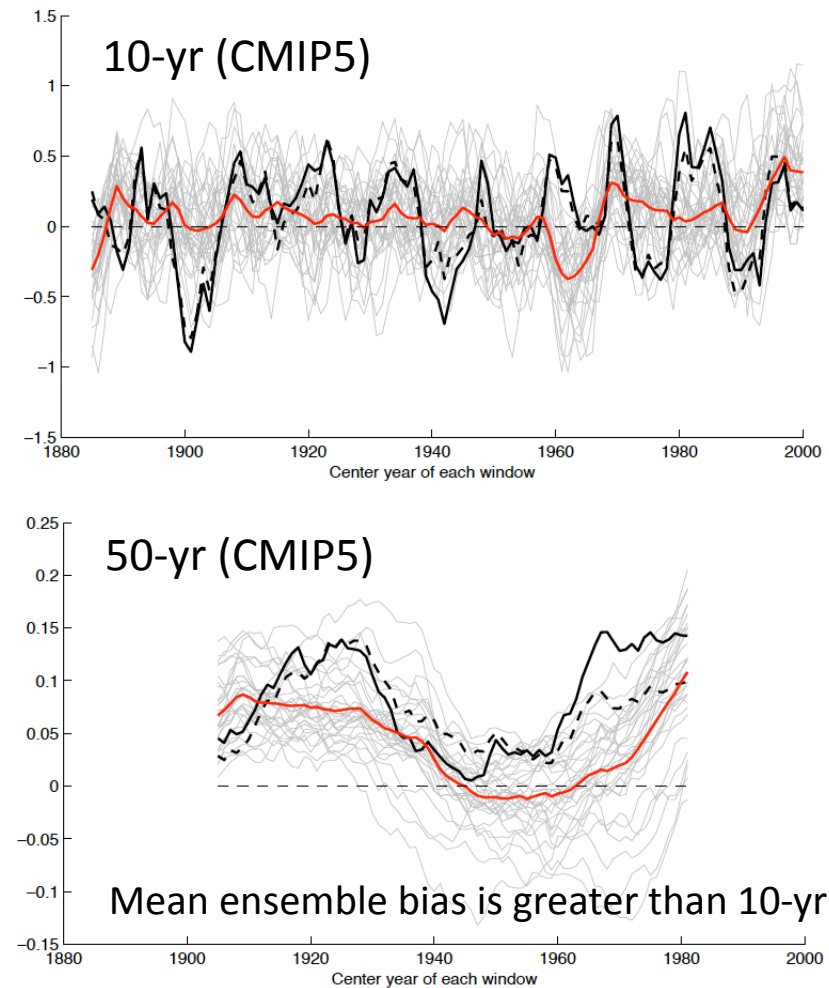 1.5
10-yr (CMIP5)
1
0.5
0
−0.5
−1
−1.5
1880 1900 1920 1940 1960 1980 2000
Center year of each window
0.25
50-yr (CMIP5)
0.2
0.15
0.1
0.05
0
−0.05
−0.1
Mean ensemble bias is greater than 10-yr
−0.15
1880 1900 1920 1940 1960 1980 2000
Center year of each window